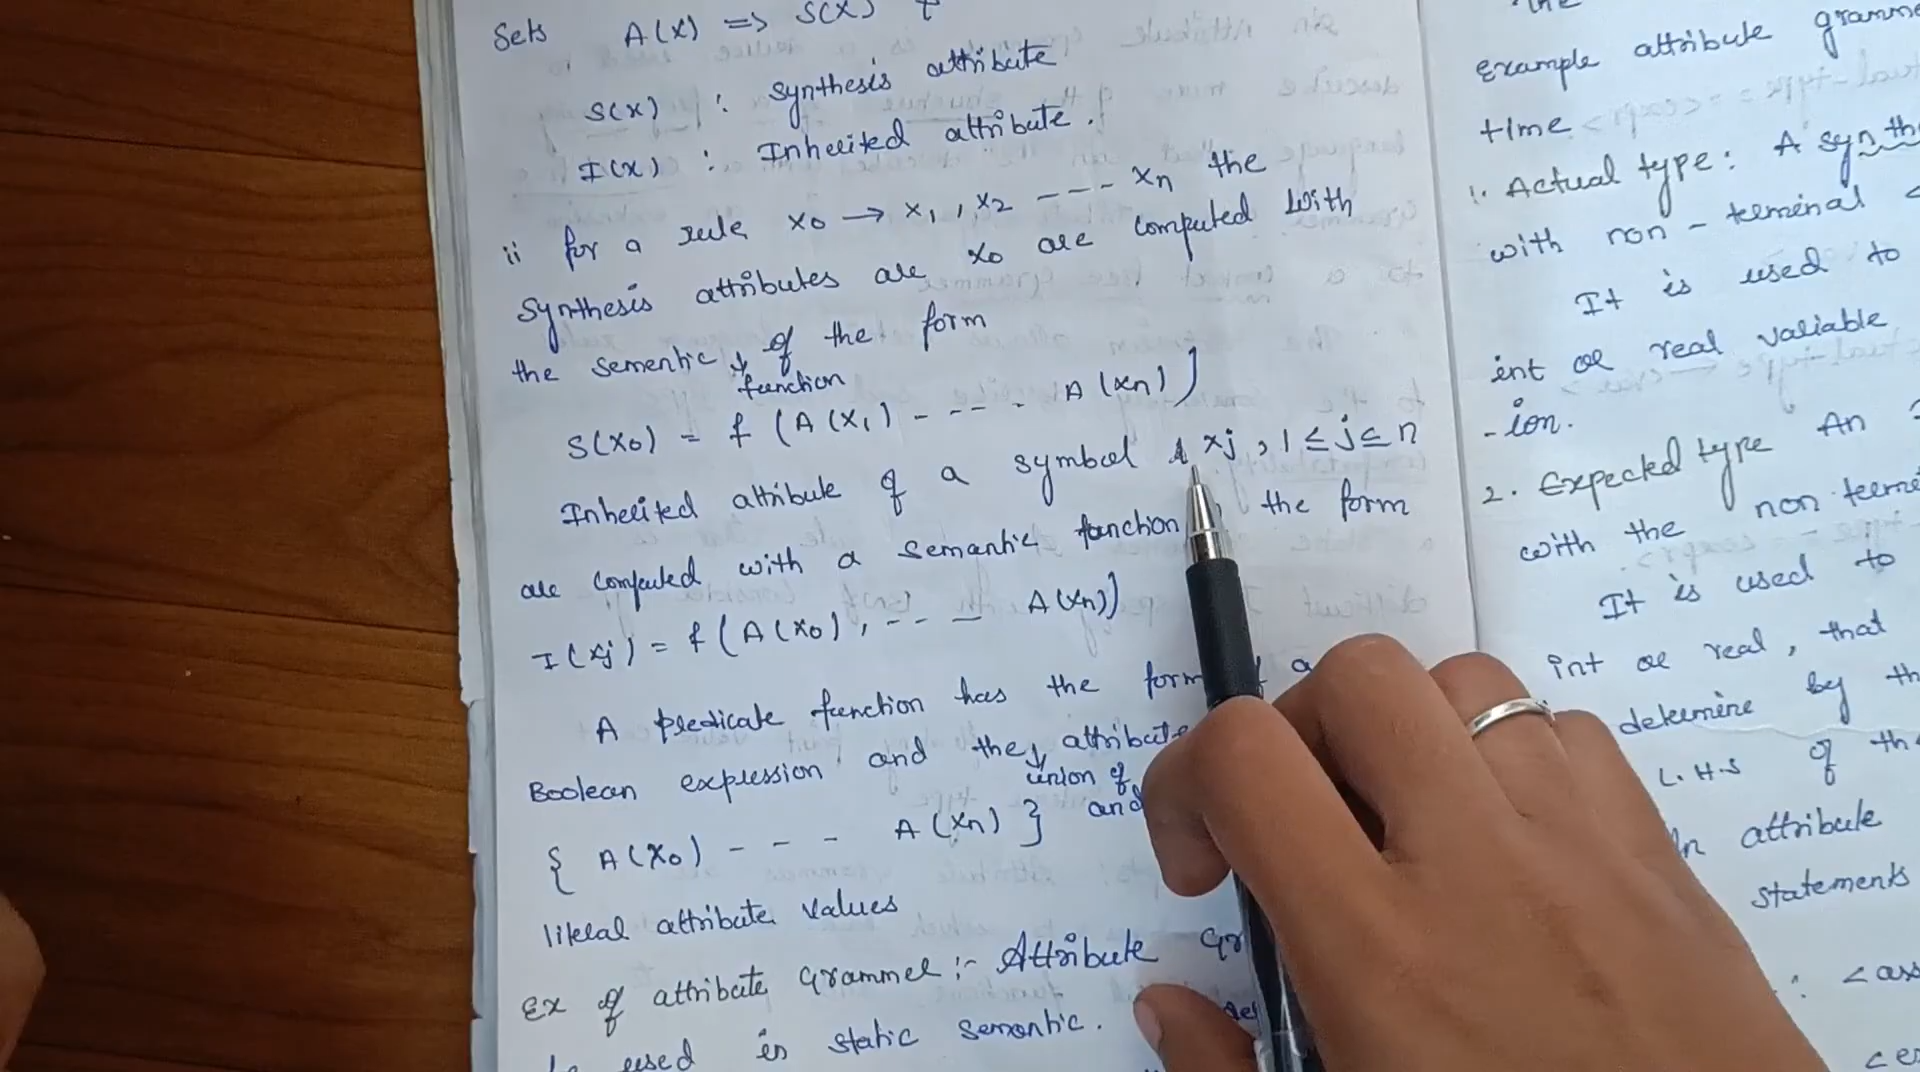 Sets A(X) => S(X)
S(X) : Synthesis attribute
I(X) : Inherited attribute.
ii for a rule x0 → x1, x2 ---- xn the
Synthesis attributes are x0 are computed with
the sementic of the form
function
S(X0) = f (A(X1) ---- A(Xn))
Inherited attribute of a symbol xj, 1 ≤ j ≤ n
are computed with a semantic function the form
I(xj) = f(A(X0), --- A(Xn))
A predicate function has the form a
Boolean expression and the attribute
union of
{ A(X0) - - - A(Xn) } and
literal attribute values
Ex of attribute Grammer :- Attribute Gr
used in static semantic.
example attribute gramm
time
1. Actual type: A synth
with non-terminal <
It is used to
int or real variable
-ion.
2. Expected type An
with the non-term
It is used to
int or real, that
determine by th
L.H.S of th
attribute
statements